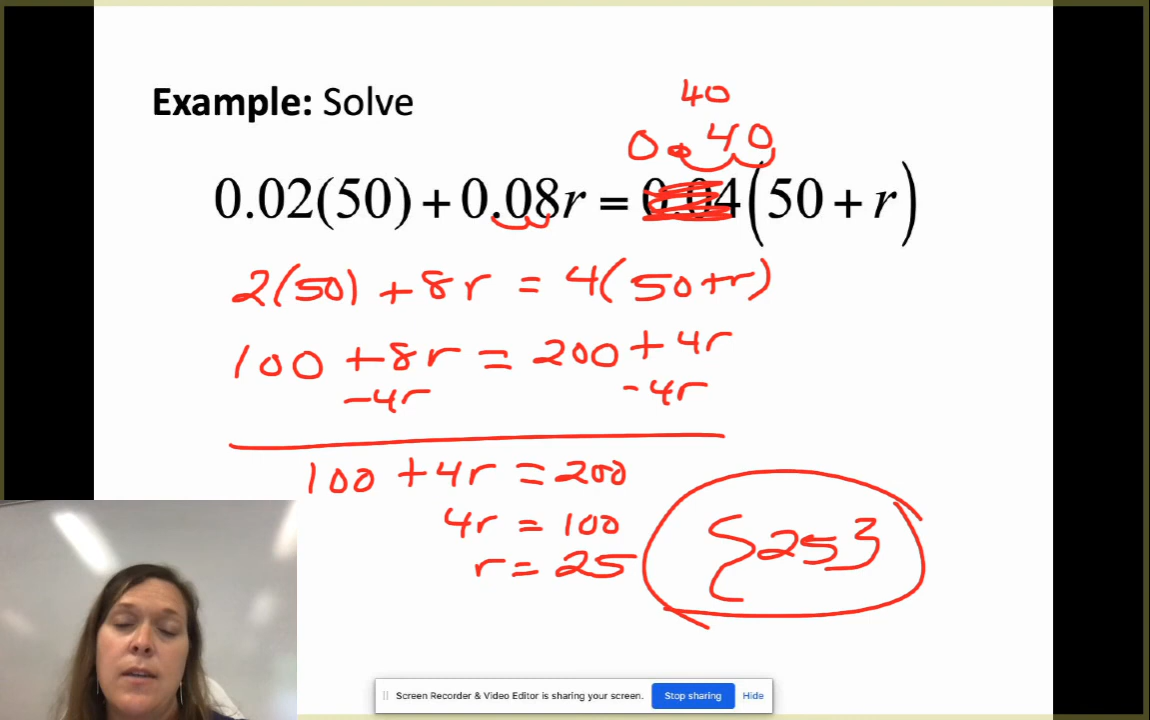 Example: Solve
40
0.40
0.02(50) + 0.08r = 0.04(50 + r)
2(50) + 8r = 4(50+r)
100 + 8r = 200 + 4r
-4r -4r
100 + 4r = 200
4r = 100
r = 25
{25}
Screen Recorder & Video Editor is sharing your screen. Stop sharing Hide